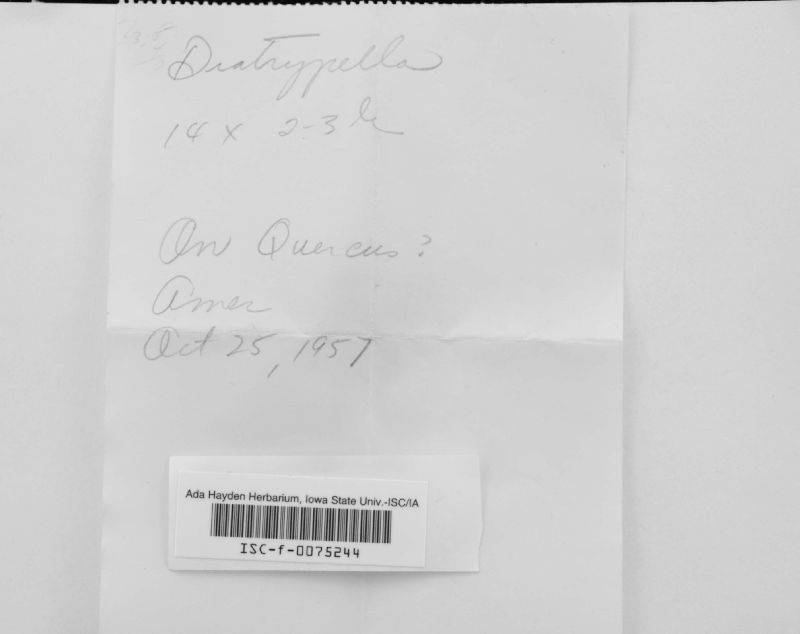 Diatrypella
14 x 2-3 µ
On Quercus?
Ames
Oct 25, 1957
Ada Hayden Herbarium, Iowa State Univ.-ISC/IA
ISC-f-0075244